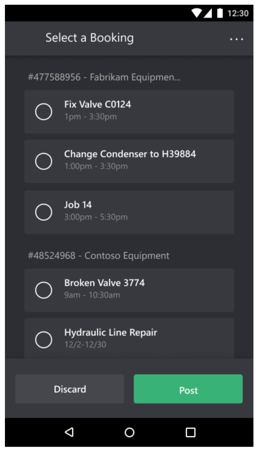 12:30
Select a Booking
#477588956 - Fabrikam Equipmen...
Fix Valve C0124
1pm - 3:30pm
Change Condenser to H39884
1:00pm - 3:30pm
Job 14
3:00pm - 5:30pm
#48524968 - Contoso Equipment
Broken Valve 3774
9am - 10:30am
Hydraulic Line Repair
12/2-12/30
Discard
Post